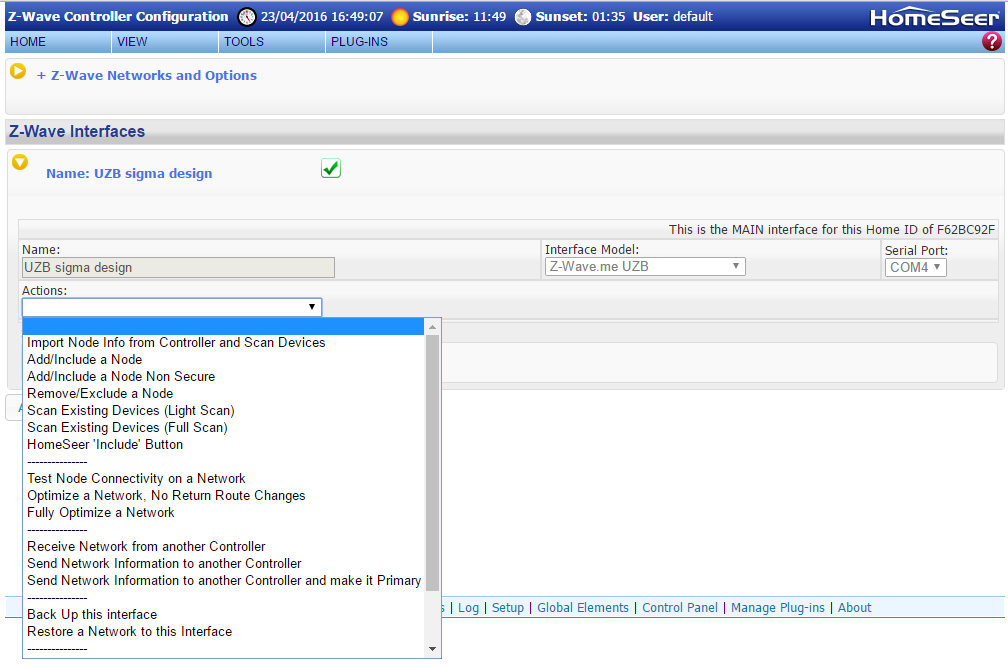 Z-Wave Controller Configuration 23/04/2016 16:49:07 Sunrise: 11:49 Sunset: 01:35 User: default HomeSeer
HOME VIEW TOOLS PLUG-INS ?
+ Z-Wave Networks and Options
Z-Wave Interfaces
Name: UZB sigma design
This is the MAIN interface for this Home ID of F62BC92F
Name: Interface Model: Serial Port:
UZB sigma design Z-Wave.me UZB COM4
Actions:
Import Node Info from Controller and Scan Devices
Add/Include a Node
Add/Include a Node Non Secure
Remove/Exclude a Node
Scan Existing Devices (Light Scan)
Scan Existing Devices (Full Scan)
HomeSeer 'Include' Button
---------------
Test Node Connectivity on a Network
Optimize a Network, No Return Route Changes
Fully Optimize a Network
---------------
Receive Network from another Controller
Send Network Information to another Controller
Send Network Information to another Controller and make it Primary
---------------
Back Up this interface
Restore a Network to this Interface
---------------
s | Log | Setup | Global Elements | Control Panel | Manage Plug-ins | About